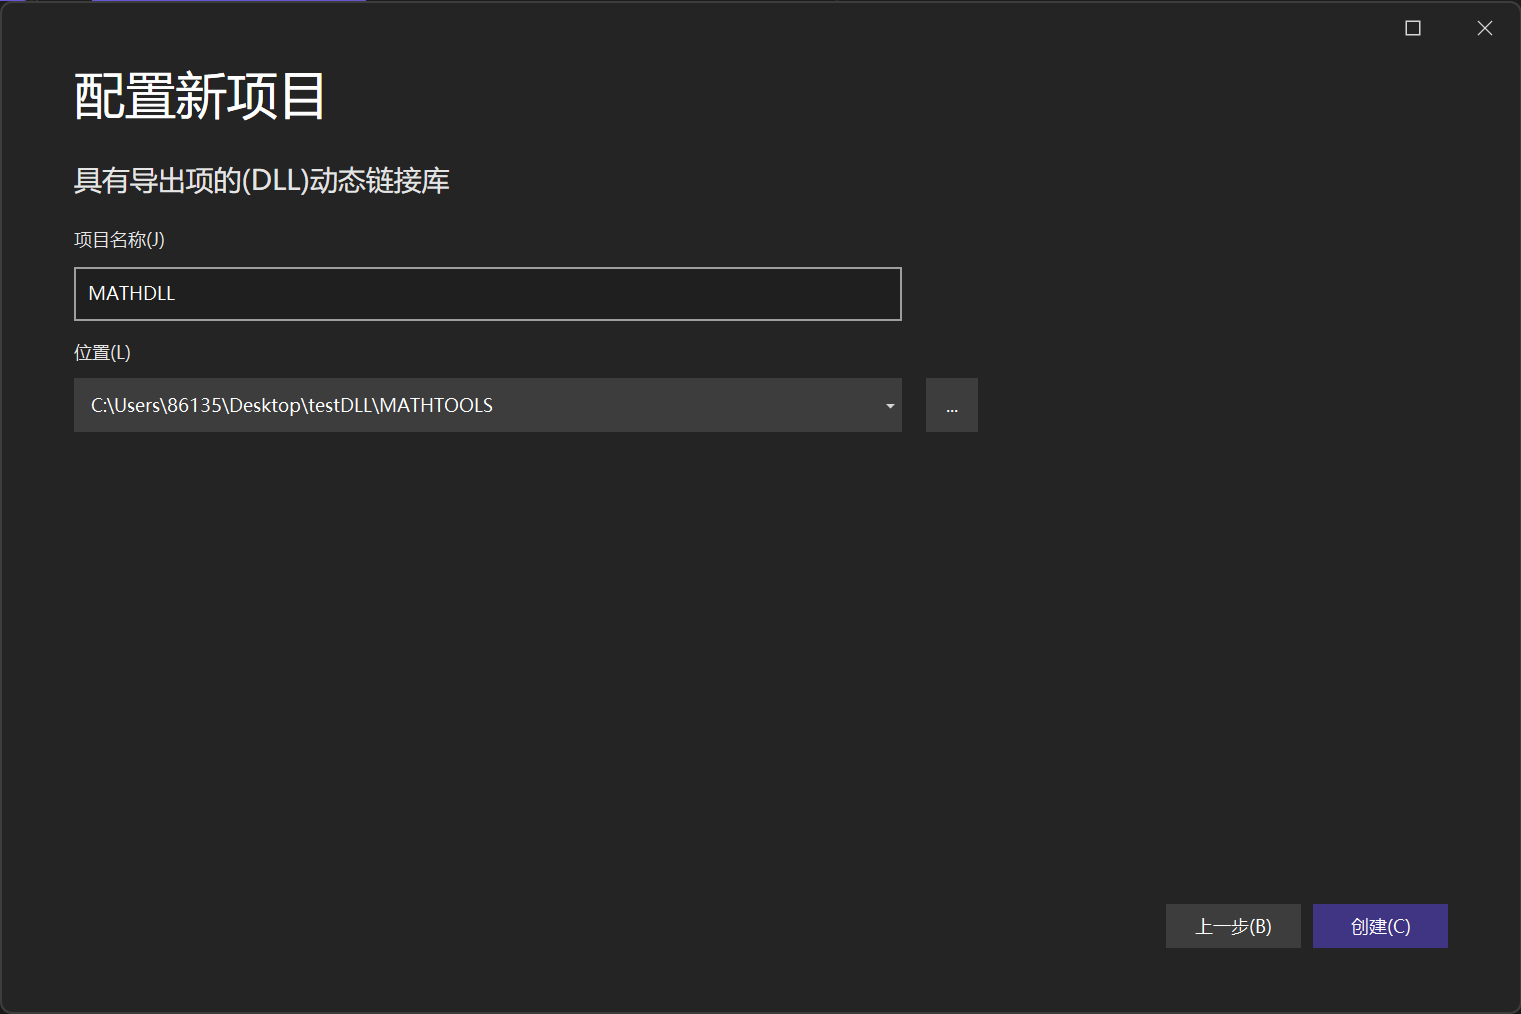 配置新项目
具有导出项的(DLL)动态链接库
项目名称(J)
MATHDLL
位置(L)
C:\Users\86135\Desktop\testDLL\MATHTOOLS
...
上一步(B)
创建(C)